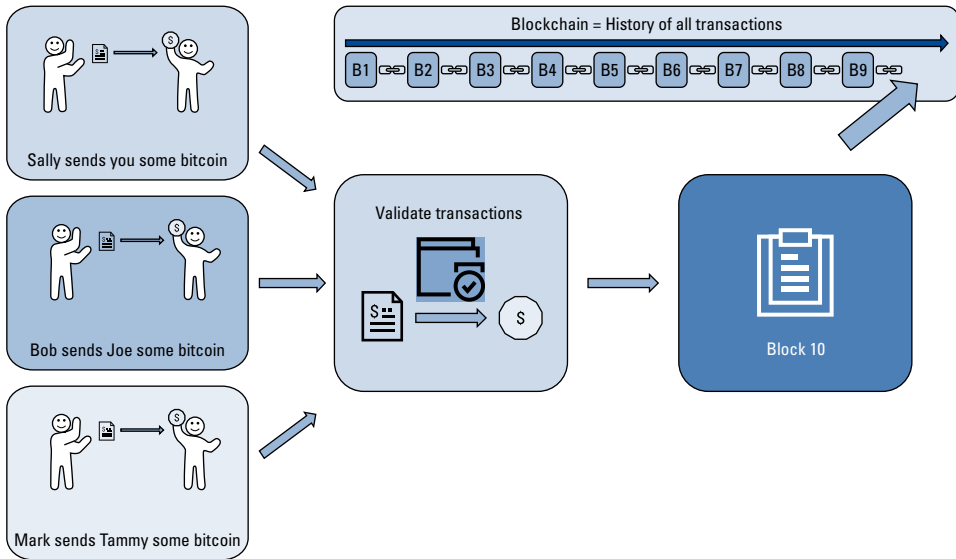 Sally sends you some bitcoin
Bob sends Joe some bitcoin
Mark sends Tammy some bitcoin
Blockchain = History of all transactions
B1 B2 B3 B4 B5 B6 B7 B8 B9
Validate transactions
$
$
Block 10
$
$
$